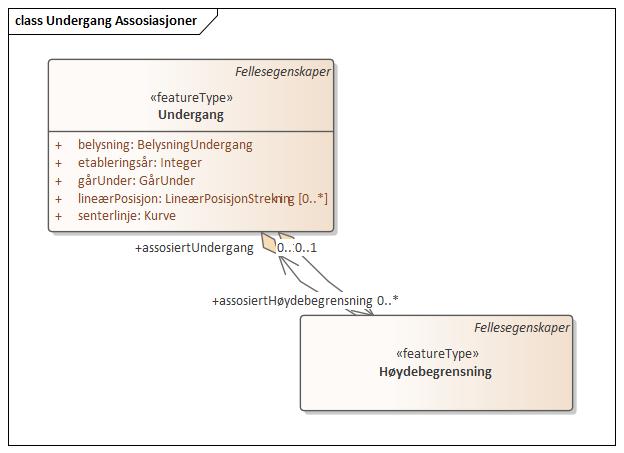 class Undergang Assosiasjoner
Fellesegenskaper
«featureType»
Undergang
+ belysning: BelysningUndergang
+ etableringsår: Integer
+ gårUnder: GårUnder
+ lineærPosisjon: LineærPosisjonStrekning [0..*]
+ senterlinje: Kurve
+assosiertUndergang 0..1 0..1
+assosiertHøydebegrensning 0..*
Fellesegenskaper
«featureType»
Høydebegrensning